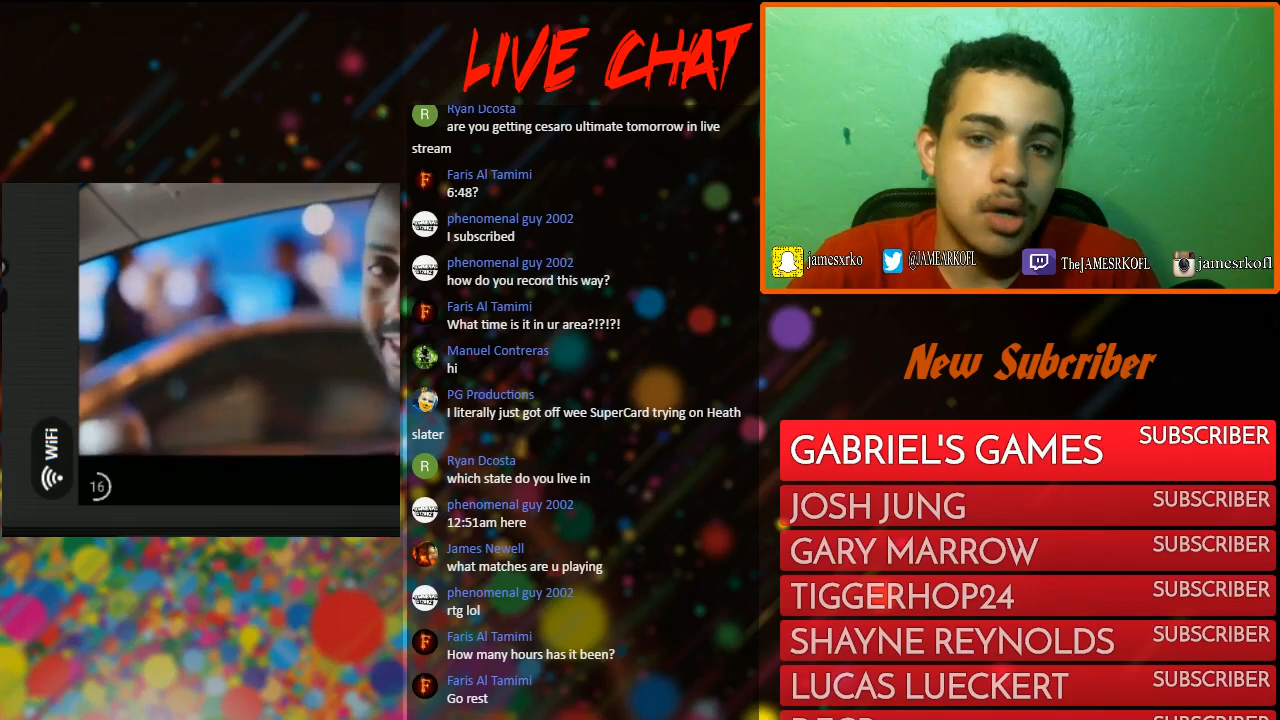 LIVE CHAT
Ryan Dcosta
are you getting cesaro ultimate tomorrow in live
stream
Faris Al Tamimi
6:48?
phenomenal guy 2002
I subscribed
phenomenal guy 2002
how do you record this way?
Faris Al Tamimi
What time is it in ur area?!?!?!
Manuel Contreras
hi
PG Productions
I literally just got off wee SuperCard trying on Heath
slater
Ryan Dcosta
which state do you live in
phenomenal guy 2002
12:51am here
James Newell
what matches are u playing
phenomenal guy 2002
rtg lol
Faris Al Tamimi
How many hours has it been?
Faris Al Tamimi
Go rest
WiFi
16
jamesxrko
@JAMEARKOFL
TheJAMESRKOFL
jamesrkofl
New Subcriber
GABRIEL'S GAMES SUBSCRIBER
JOSH JUNG SUBSCRIBER
GARY MARROW SUBSCRIBER
TIGGERHOP24 SUBSCRIBER
SHAYNE REYNOLDS SUBSCRIBER
LUCAS LUECKERT SUBSCRIBER